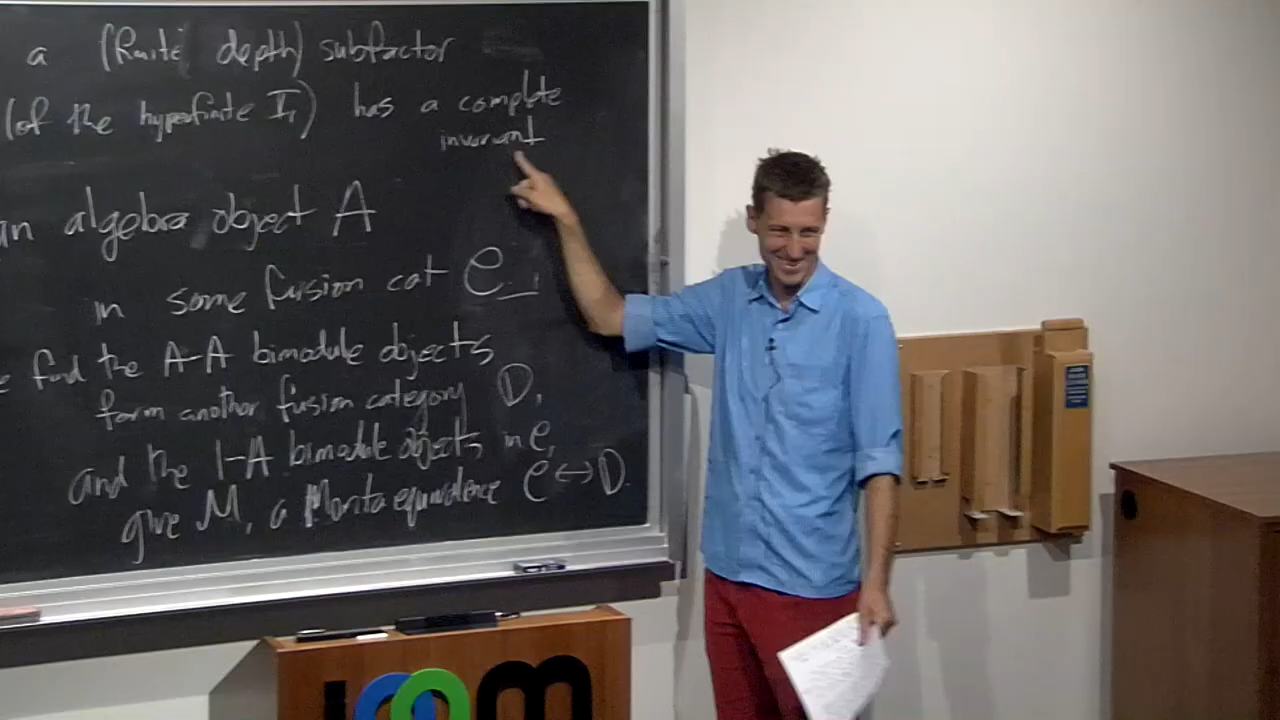 a (finite depth) subfactor
(of the hyperfinite II₁) has a complete
invariant
an algebra object A
in some fusion cat C
find the A-A bimodule objects
form another fusion category D,
and the 1-A bimodule objects in C,
give M, a Morita equivalence C ↔ D.
icerm